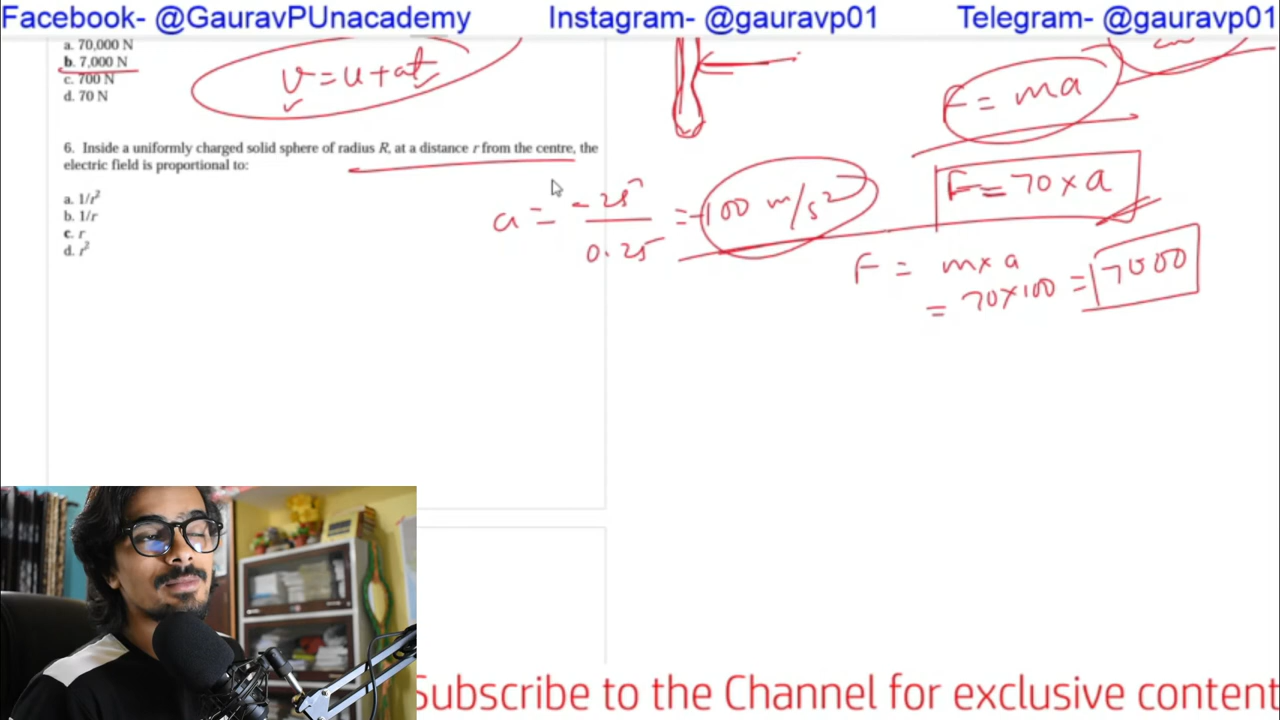 Facebook- @GauravPUnacademy Instagram- @gauravp01 Telegram- @gauravp01
a. 70,000 N
b. 7,000 N
c. 700 N
d. 70 N
v = u + at
F = ma
6. Inside a uniformly charged solid sphere of radius R, at a distance r from the centre, the
electric field is proportional to:
a. 1/r²
b. 1/r
c. r
d. r²
a = -25 / 0.25 = -100 m/s²
F = 70 × a
F = m × a
= 70 × 100 = 7000
Subscribe to the Channel for exclusive content